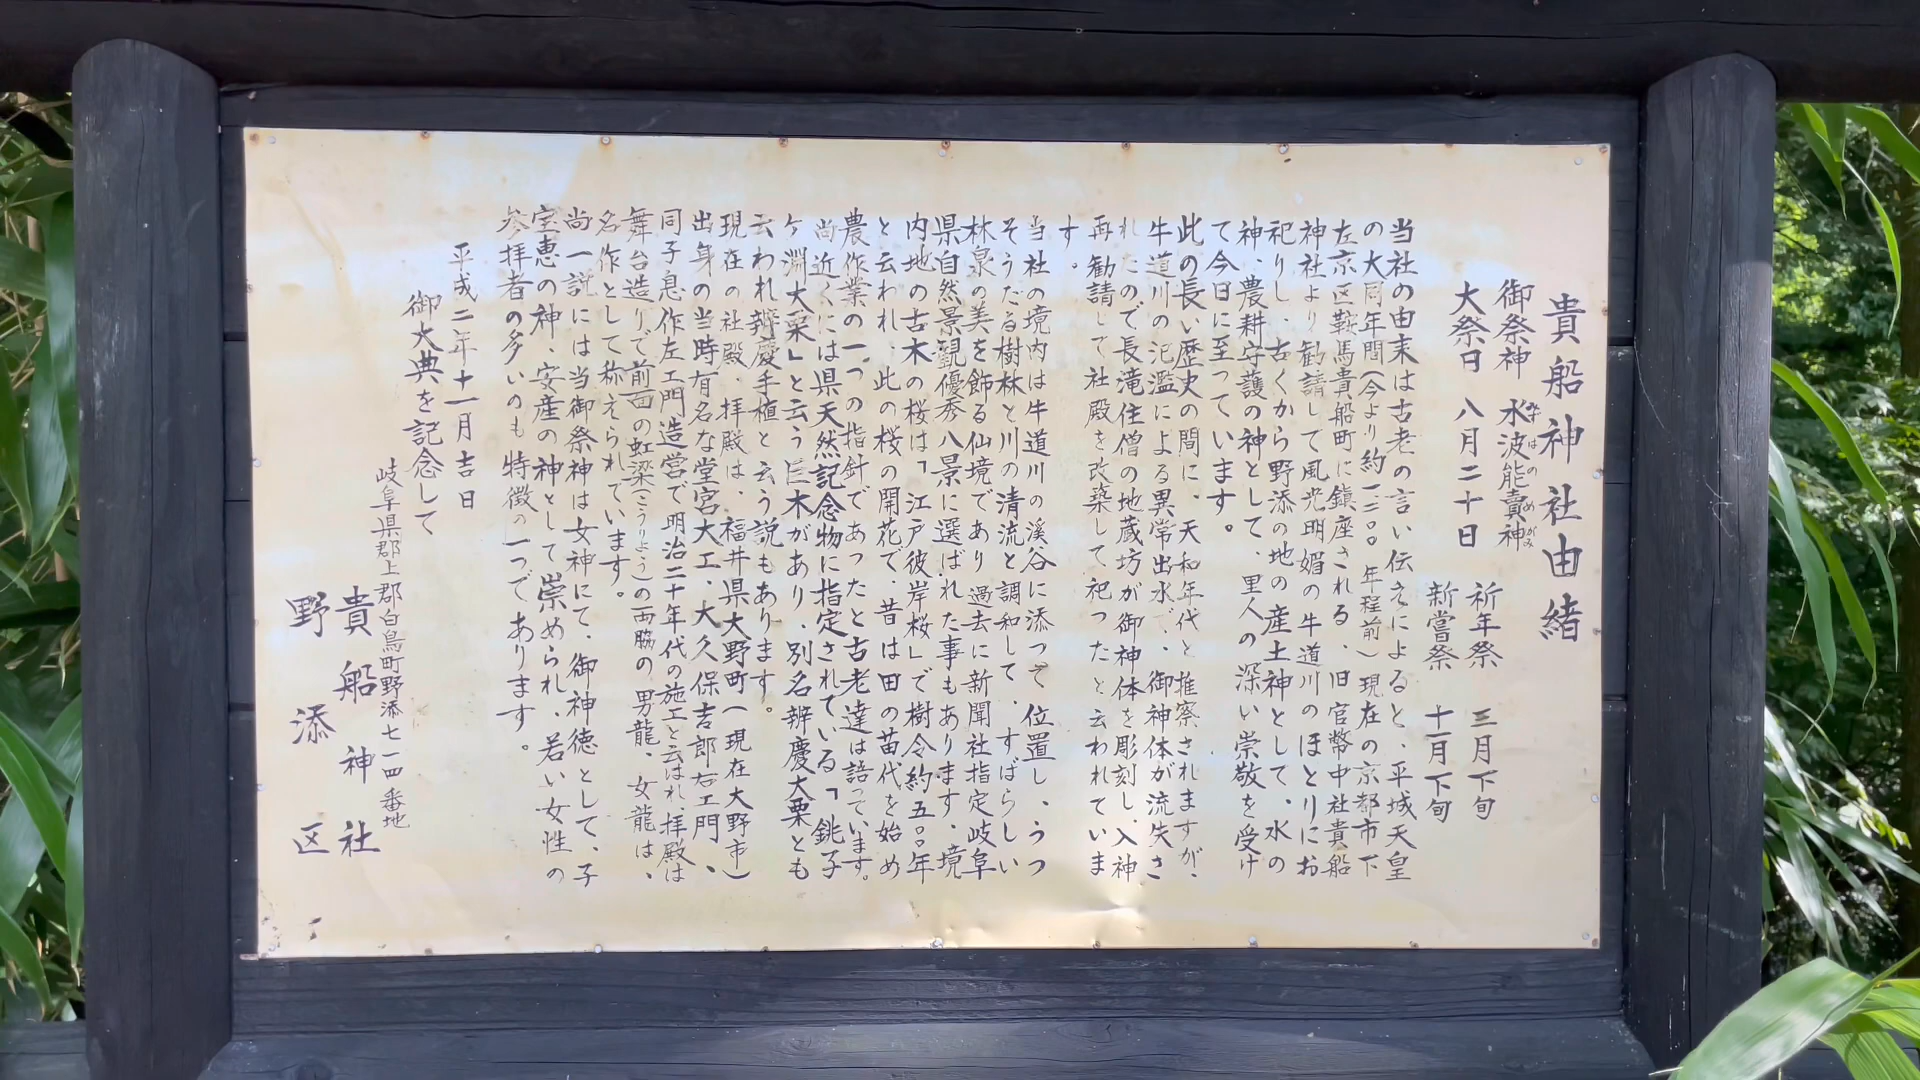 貴船神社由緒
御祭神 水波能賣神
みずはのめがみ
祈年祭 三月下旬
大祭日 八月二十日
新嘗祭 十一月下旬
当社の由来は古老の言い伝えによると、平城天皇
の大同年間(今より約一二〇〇年程前)現在の京都市下
左京区鞍馬貴船町に鎮座される、旧官幣中社貴船
神社より勧請して風光明媚の牛道川のほとりにお
祀りし、古くから野添の地の産土神として、水の
神、農耕守護の神として、里人の深い崇敬を受け
て今日に至っています。
此の長い歴史の間に、天和年代と推察されますが、
牛道川の氾濫による異常出水で、御神体が流失さ
れたので長滝住僧の地蔵坊が御神体を彫刻し、入神
再勧請して社殿を改築して祀ったと云われていま
す。
当社の境内は牛道川の溪谷に添って位置し、うつ
そうたる樹林と川の清流と調和して、すばらしい
林泉の美を飾る仙境であり過去に新聞社指定岐阜
県自然景観優秀八景に選ばれた事もあります、境
内地の古木の桜は「江戸彼岸桜」で樹令約五〇〇年
と云われ、此の桜の開花で、昔は田の苗代を始め
農作業の一つの指針であったと古老達は語っています。
尚近くには県天然記念物に指定されている「銚子
ヶ淵大栗」と云う巨木があり、別名辨慶大栗とも
云われ辨慶手植と云う説もあります。
現在の社殿、拝殿は、福井県大野町(現在大野市)
出身の当時有名な堂宮大工、大久保吉郎右エ門、
同子息作左エ門造営で明治二十年代の施工と云はれ、拝殿は
舞台造りで前面の虹梁(こうりよう)の両脇の男龍、女龍は、
名作として称えられています。
尚一説には当御祭神は女神にて、御神徳として、子
宝恵の神、安産の神として崇められ、若い女性の
参拝者の多いのも特徴の一つであります。
平成二年十一月吉日
御大典を記念して
岐阜県郡上郡白鳥町野添七一四番地
貴船神社
野添区